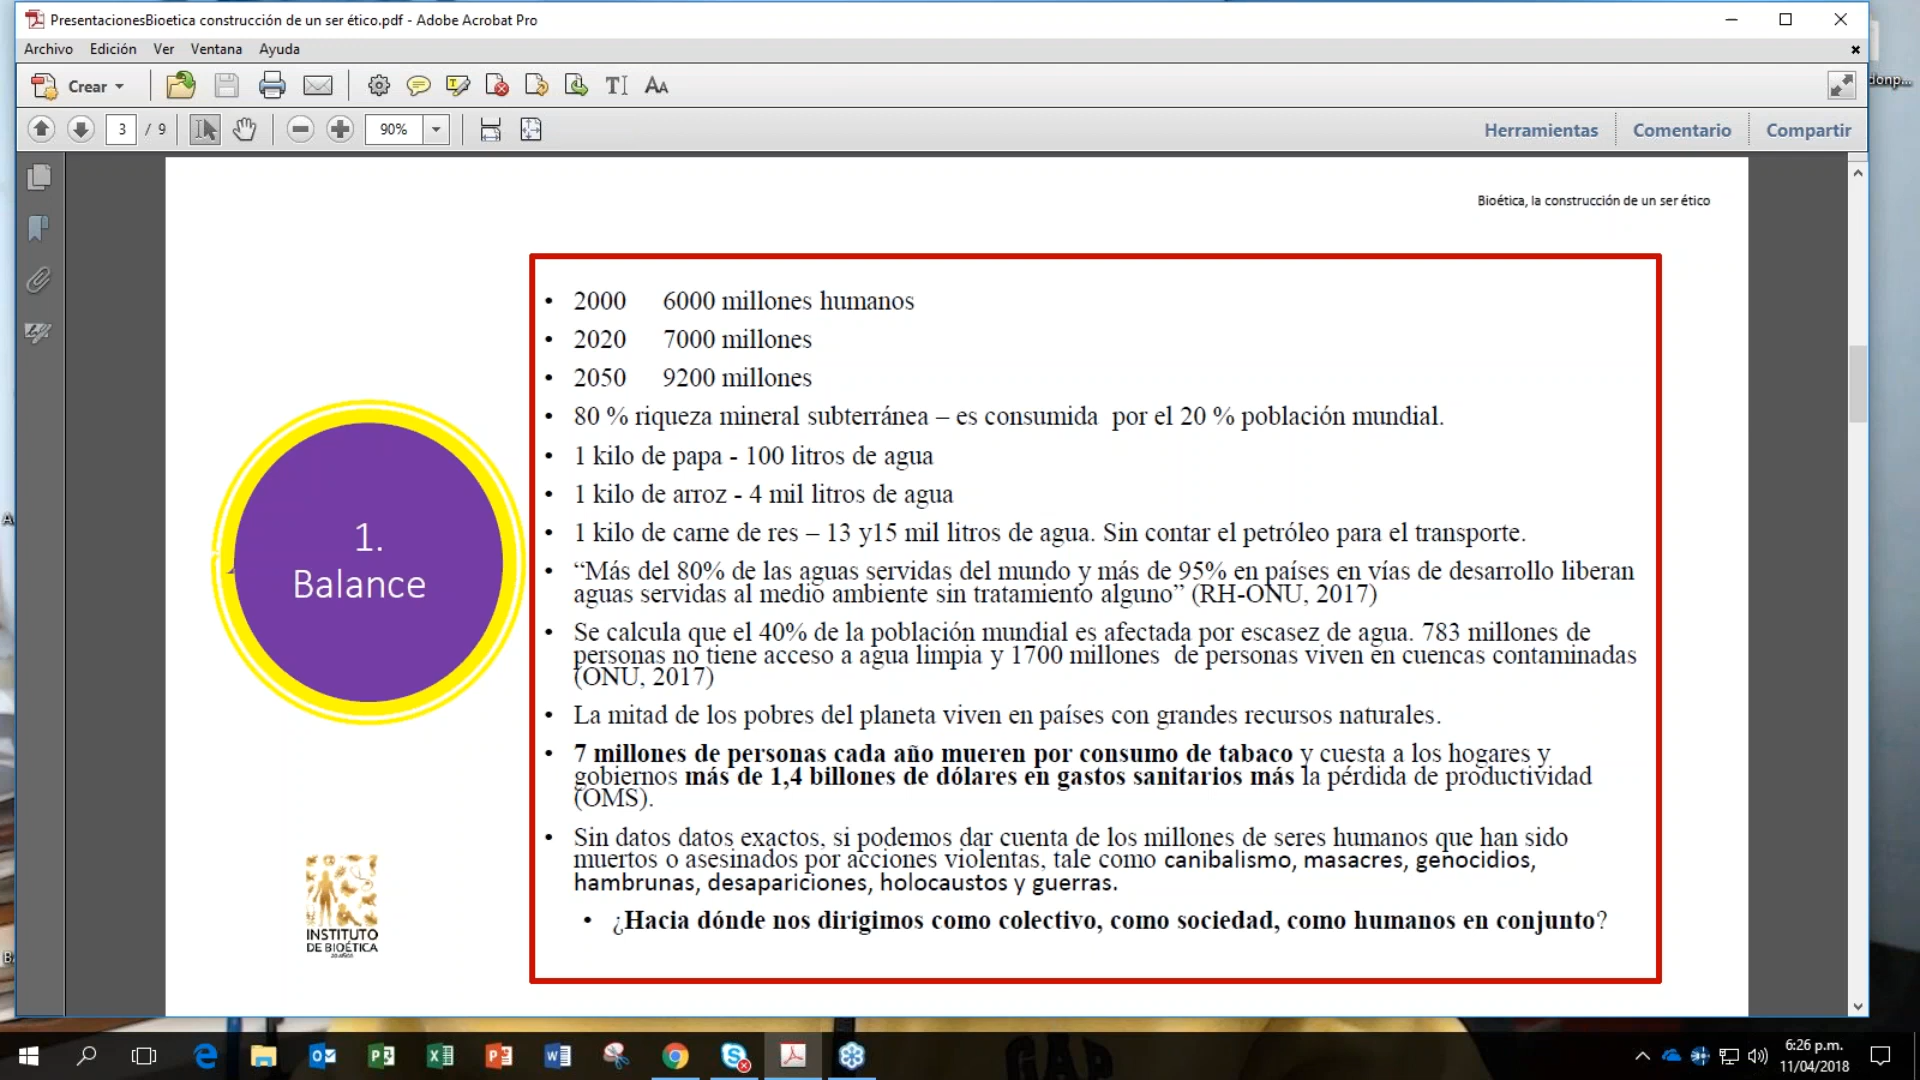 PresentacionesBioetica construcción de un ser ético.pdf - Adobe Acrobat Pro
Archivo Edición Ver Ventana Ayuda
Crear
3 / 9 90% Herramientas Comentario Compartir
Bioética, la construcción de un ser ético
• 2000 6000 millones humanos
• 2020 7000 millones
• 2050 9200 millones
• 80 % riqueza mineral subterránea – es consumida por el 20 % población mundial.
• 1 kilo de papa - 100 litros de agua
• 1 kilo de arroz - 4 mil litros de agua
• 1 kilo de carne de res – 13 y15 mil litros de agua. Sin contar el petróleo para el transporte.
• “Más del 80% de las aguas servidas del mundo y más de 95% en países en vías de desarrollo liberan
aguas servidas al medio ambiente sin tratamiento alguno” (RH-ONU, 2017)
• Se calcula que el 40% de la población mundial es afectada por escasez de agua. 783 millones de
personas no tiene acceso a agua limpia y 1700 millones de personas viven en cuencas contaminadas
(ONU, 2017)
• La mitad de los pobres del planeta viven en países con grandes recursos naturales.
• 7 millones de personas cada año mueren por consumo de tabaco y cuesta a los hogares y
gobiernos más de 1,4 billones de dólares en gastos sanitarios más la pérdida de productividad
(OMS).
• Sin datos datos exactos, si podemos dar cuenta de los millones de seres humanos que han sido
muertos o asesinados por acciones violentas, tale como canibalismo, masacres, genocidios,
hambrunas, desapariciones, holocaustos y guerras.
• ¿Hacia dónde nos dirigimos como colectivo, como sociedad, como humanos en conjunto?
1.
Balance
INSTITUTO
DE BIOÉTICA
GAP
6:26 p.m.
11/04/2018